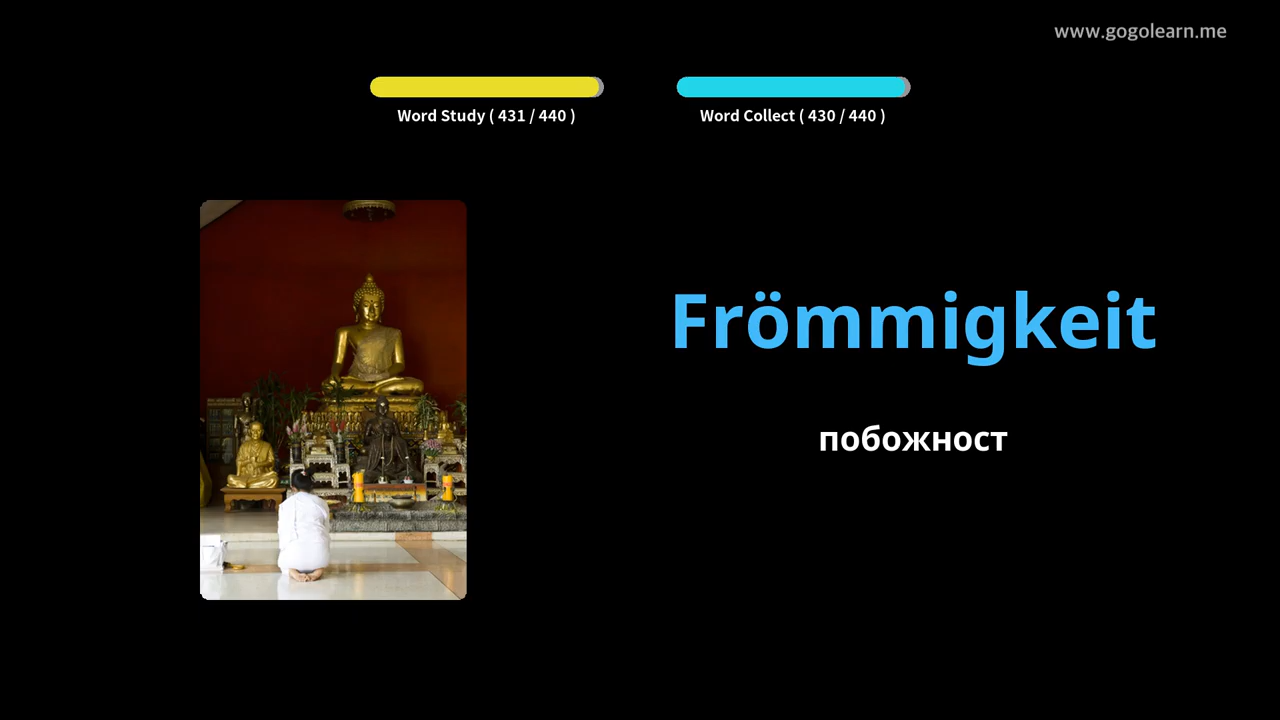 www.gogolearn.me
Word Study ( 431 / 440 )
Word Collect ( 430 / 440 )
Frömmigkeit
побожност